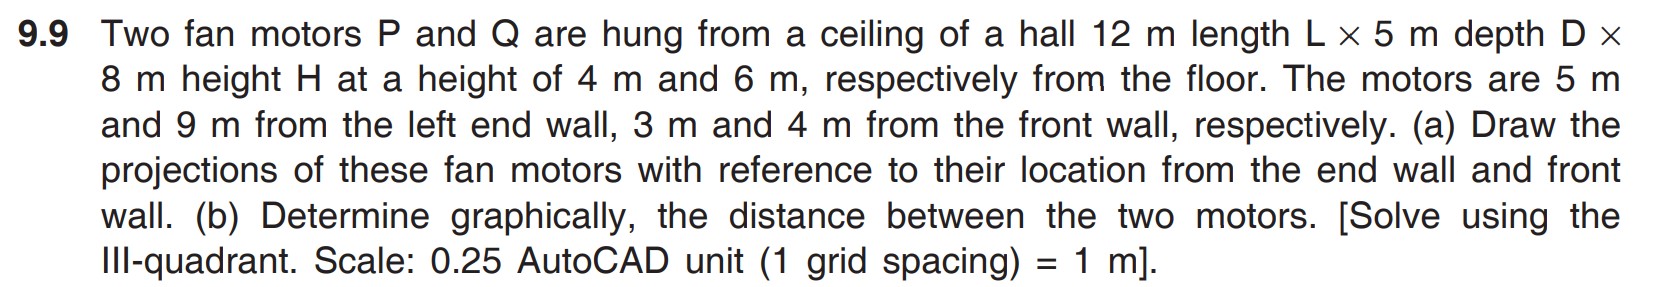 9.9 Two fan motors P and Q are hung from a ceiling of a hall 12 m length L × 5 m depth D ×
8 m height H at a height of 4 m and 6 m, respectively from the floor. The motors are 5 m
and 9 m from the left end wall, 3 m and 4 m from the front wall, respectively. (a) Draw the
projections of these fan motors with reference to their location from the end wall and front
wall. (b) Determine graphically, the distance between the two motors. [Solve using the
III-quadrant. Scale: 0.25 AutoCAD unit (1 grid spacing) = 1 m].